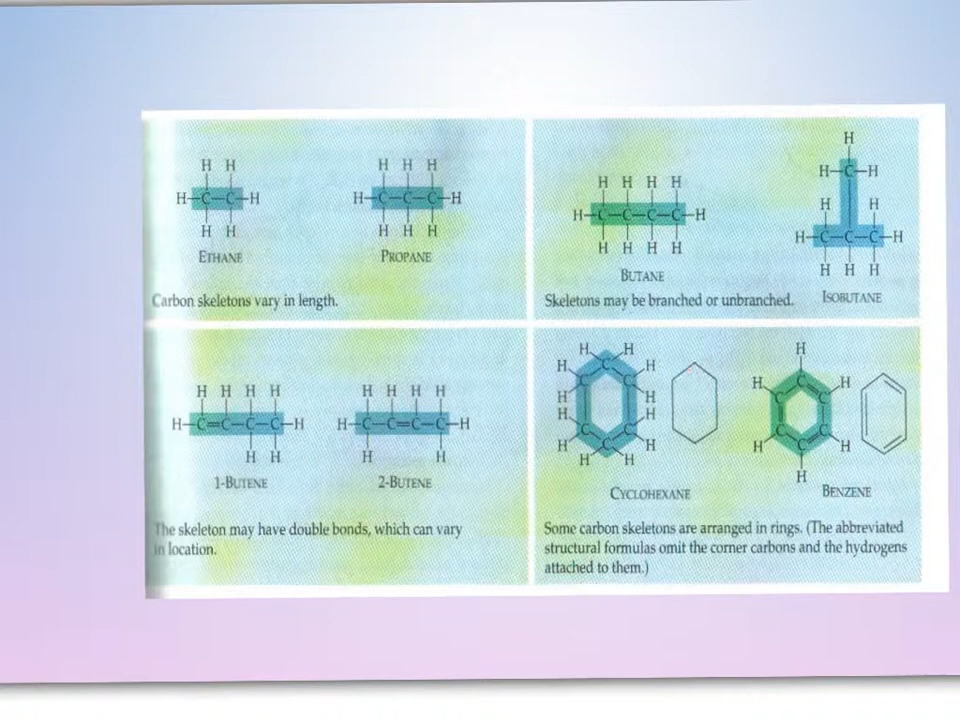 H H
H–C–C–H
H H
ETHANE
H H H
H–C–C–C–H
H H H
PROPANE
Carbon skeletons vary in length.
H H H H
H–C–C–C–C–H
H H H H
BUTANE
H
H–C–H
H H
H–C–C–C–H
H H H
ISOBUTANE
Skeletons may be branched or unbranched.
H H H H
H–C=C–C–C–H
H H
1-BUTENE
H H H H
H–C–C=C–C–H
H H
2-BUTENE
The skeleton may have double bonds, which can vary
in location.
H H
H C H
C C
H H
H H
C C
H C H
H H
CYCLOHEXANE
H
H C H
C C
C C
H C H
H
BENZENE
Some carbon skeletons are arranged in rings. (The abbreviated
structural formulas omit the corner carbons and the hydrogens
attached to them.)